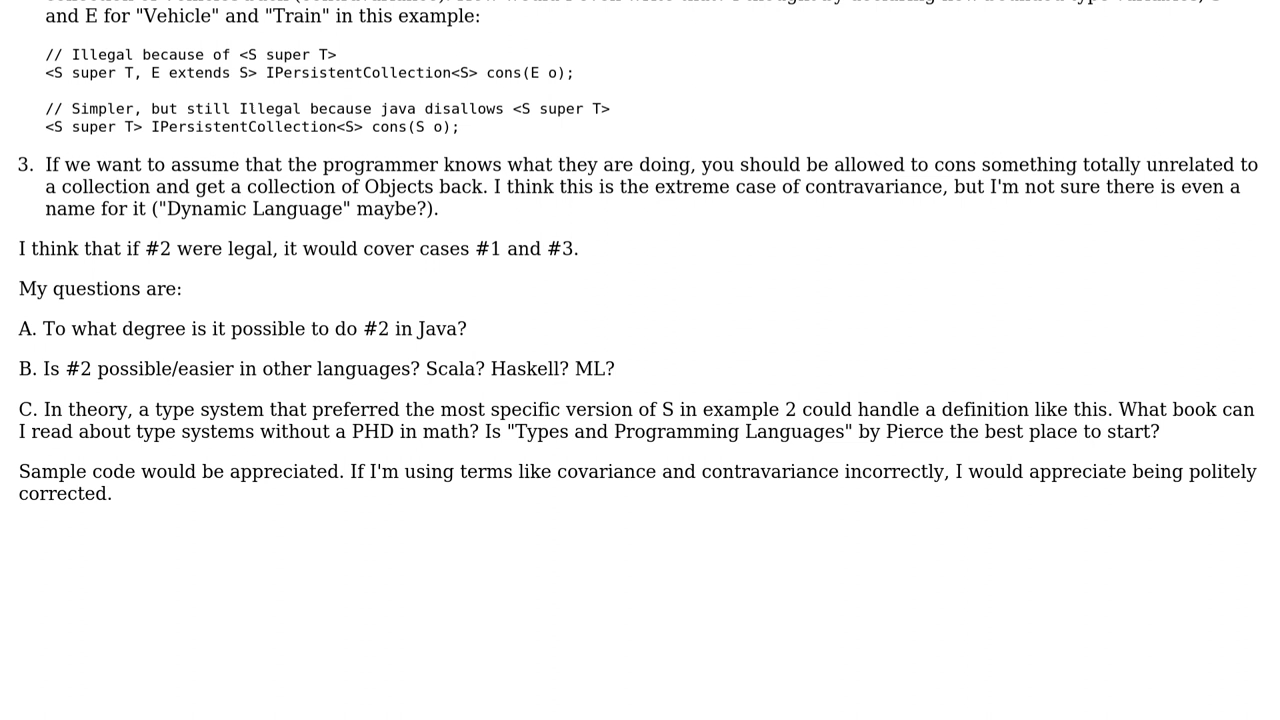 and E for "Vehicle" and "Train" in this example:
// Illegal because of <S super T>
<S super T, E extends S> IPersistentCollection<S> cons(E o);
// Simpler, but still Illegal because java disallows <S super T>
<S super T> IPersistentCollection<S> cons(S o);
3. If we want to assume that the programmer knows what they are doing, you should be allowed to cons something totally unrelated to
a collection and get a collection of Objects back. I think this is the extreme case of contravariance, but I'm not sure there is even a
name for it ("Dynamic Language" maybe?).
I think that if #2 were legal, it would cover cases #1 and #3.
My questions are:
A. To what degree is it possible to do #2 in Java?
B. Is #2 possible/easier in other languages? Scala? Haskell? ML?
C. In theory, a type system that preferred the most specific version of S in example 2 could handle a definition like this. What book can
I read about type systems without a PHD in math? Is "Types and Programming Languages" by Pierce the best place to start?
Sample code would be appreciated. If I'm using terms like covariance and contravariance incorrectly, I would appreciate being politely
corrected.